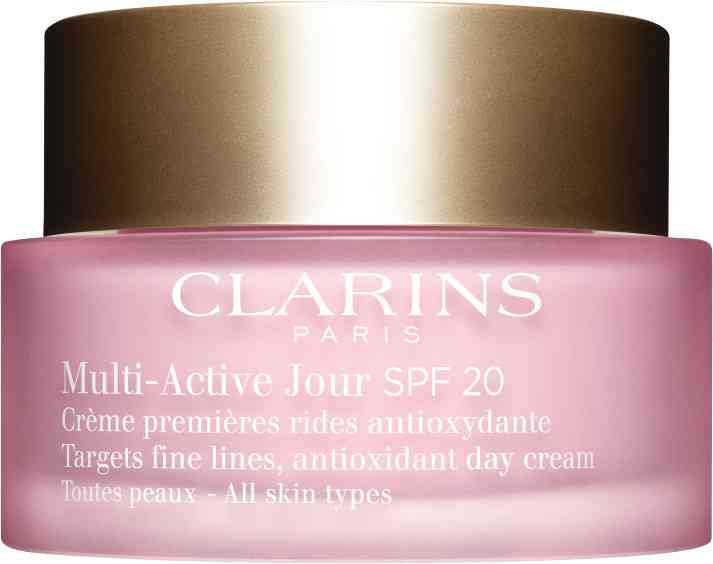 CLARINS
PARIS
Multi-Active Jour SPF 20
Crème premières rides antioxydante
Targets fine lines, antioxidant day cream
Toutes peaux - All skin types